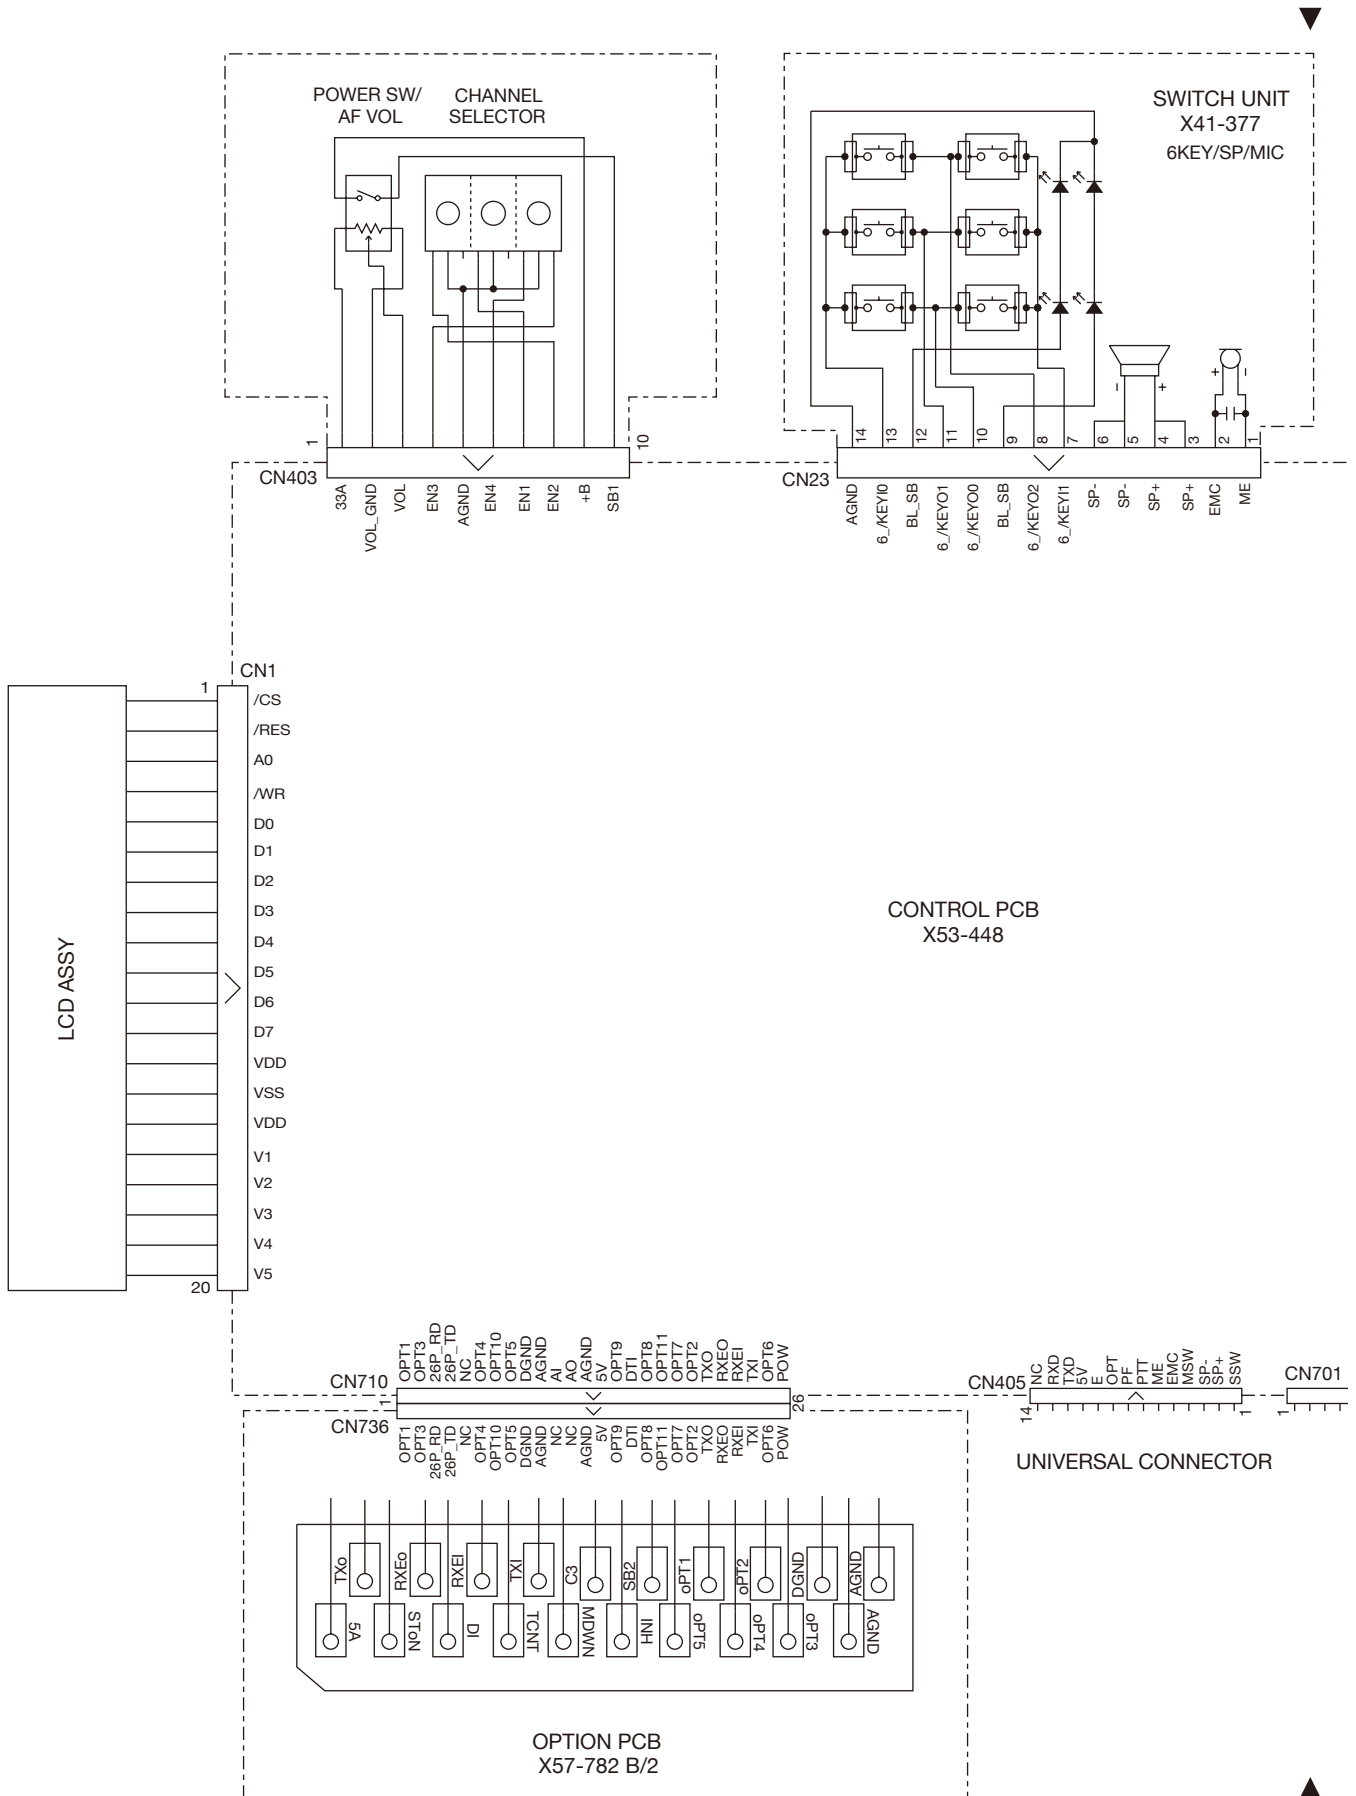 POWER SW/
AF VOL
CHANNEL
SELECTOR
SWITCH UNIT
X41-377
6KEY/SP/MIC
- + + -
1 10
14 13 12 11 10 9 8 7 6 5 4 3 2 1
CN403
CN23
33A
VOL_GND
VOL
EN3
AGND
EN4
EN1
EN2
+B
SB1
AGND
6_/KEYI0
BL_SB
6_/KEYO1
6_/KEYO0
BL_SB
6_/KEYO2
6_/KEYI1
SP-
SP-
SP+
SP+
EMC
ME
CN1
1
LCD ASSY
/CS
/RES
A0
/WR
D0
D1
D2
D3
D4
D5
D6
D7
VDD
VSS
VDD
V1
V2
V3
V4
V5
20
CONTROL PCB
X53-448
CN710
OPT1
OPT3
26P_RD
26P_TD
NC
OPT4
OPT10
OPT5
DGND
AGND
AI
AO
AGND
5V
OPT9
DTI
OPT8
OPT11
OPT7
OPT2
TXO
RXEO
RXEI
TXI
OPT6
POW
1 26
CN736
OPT1
OPT3
26P_RD
26P_TD
NC
OPT4
OPT10
OPT5
DGND
AGND
NC
NC
AGND
5V
OPT9
DTI
OPT8
OPT11
OPT7
OPT2
TXO
RXEO
RXEI
TXI
OPT6
POW
CN405
NC
RXD
TXD
5V
E
OPT
PF
PTT
ME
EMC
MSW
SP-
SP+
SSW
14 1
CN701
1
UNIVERSAL CONNECTOR
TXo
RXEo
RXEI
TXI
C3
SB2
oPT1
oPT2
DGND
AGND
5A
SToN
DI
TCNT
MDWN
INH
oPT5
oPT4
oPT3
AGND
OPTION PCB
X57-782 B/2